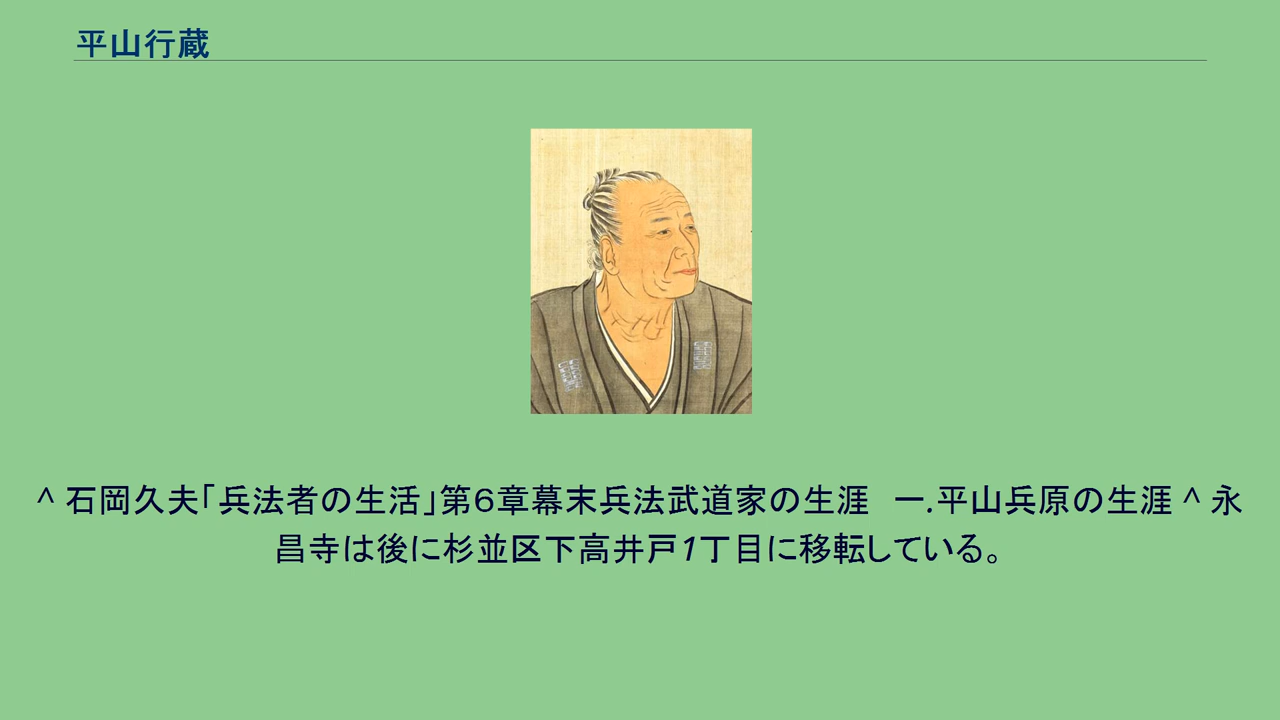 平山行蔵
^ 石岡久夫｢兵法者の生活｣第６章幕末兵法武道家の生涯　一.平山兵原の生涯 ^ 永
昌寺は後に杉並区下高井戸1丁目に移転している。